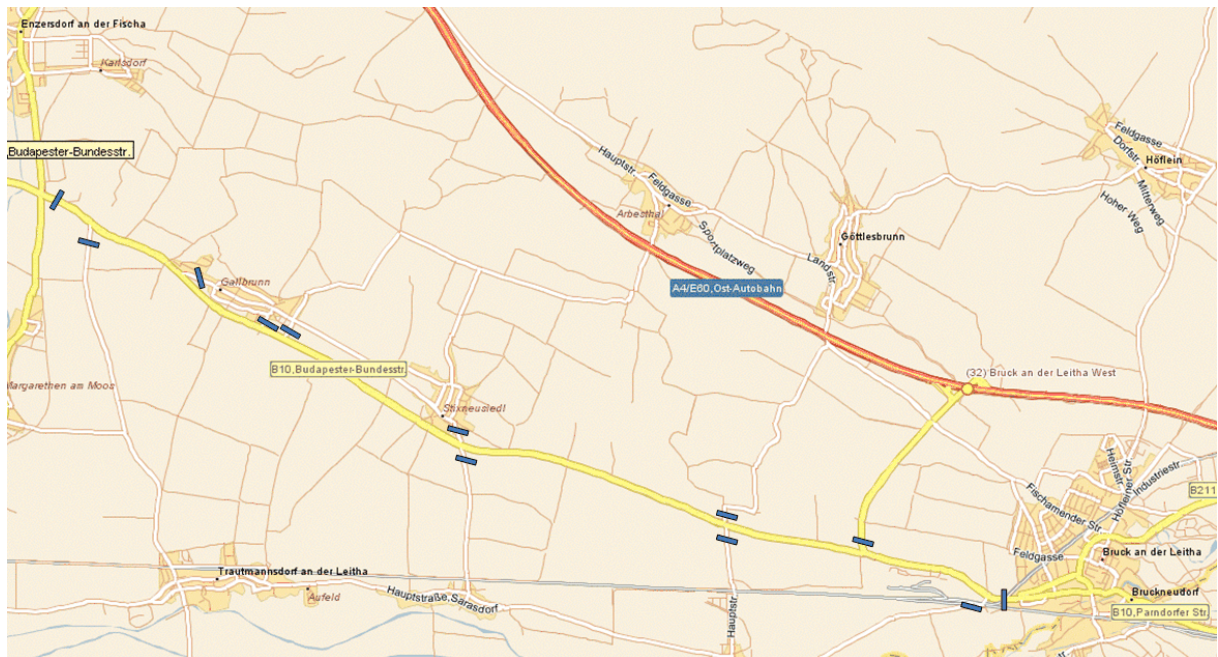 Enzersdorf an der Fischa
Karlsdorf
,Budapester-Bundesstr.
Hauptstr.
Feldgasse
Arbesthal
Sportplatzweg
Göttlesbrunn
Landstr.
Feldgasse
Dorfstr.
Höflein
Mitterweg
Hoher Weg
Gallbrunn
A4/E60,Ost-Autobahn
B10,Budapester-Bundesstr.
(32) Bruck an der Leitha West
Margarethen am Moos
Stixneusiedl
Heimstr.
Höfleiner Str.
Industriestr
B211
Fischamender Str.
Feldgasse
Bruck an der Leitha
Trautmannsdorf an der Leitha
Aufeld
Hauptstraße,Sarasdorf
Hauptstr.
Bruckneudorf
B10,Parndorfer Str.